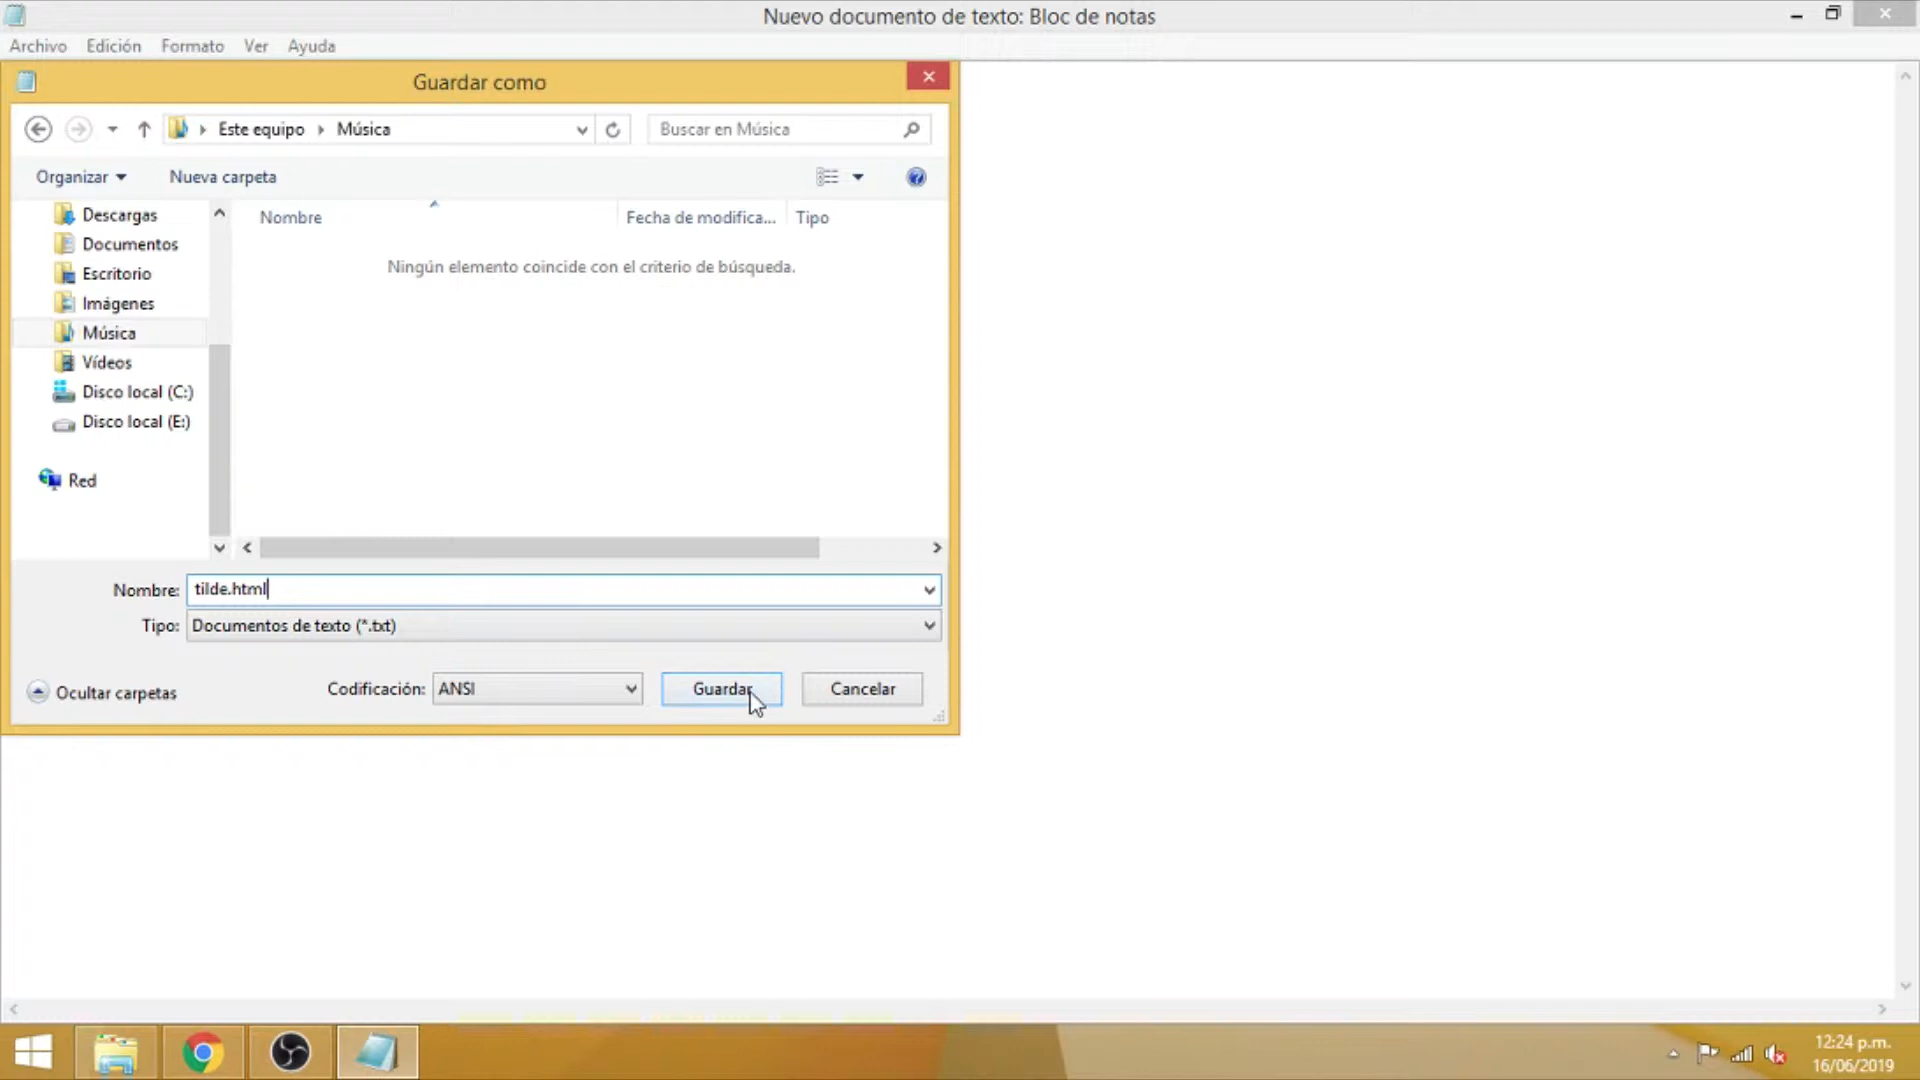 Nuevo documento de texto: Bloc de notas
Archivo Edición Formato Ver Ayuda
Guardar como
Este equipo Música Buscar en Música
Organizar Nueva carpeta
Nombre Fecha de modifica... Tipo
Ningún elemento coincide con el criterio de búsqueda.
Descargas
Documentos
Escritorio
Imágenes
Música
Vídeos
Disco local (C:)
Disco local (E:)
Red
Nombre: tilde.html
Tipo: Documentos de texto (*.txt)
Ocultar carpetas Codificación: ANSI Guardar Cancelar
12:24 p.m.
16/06/2019